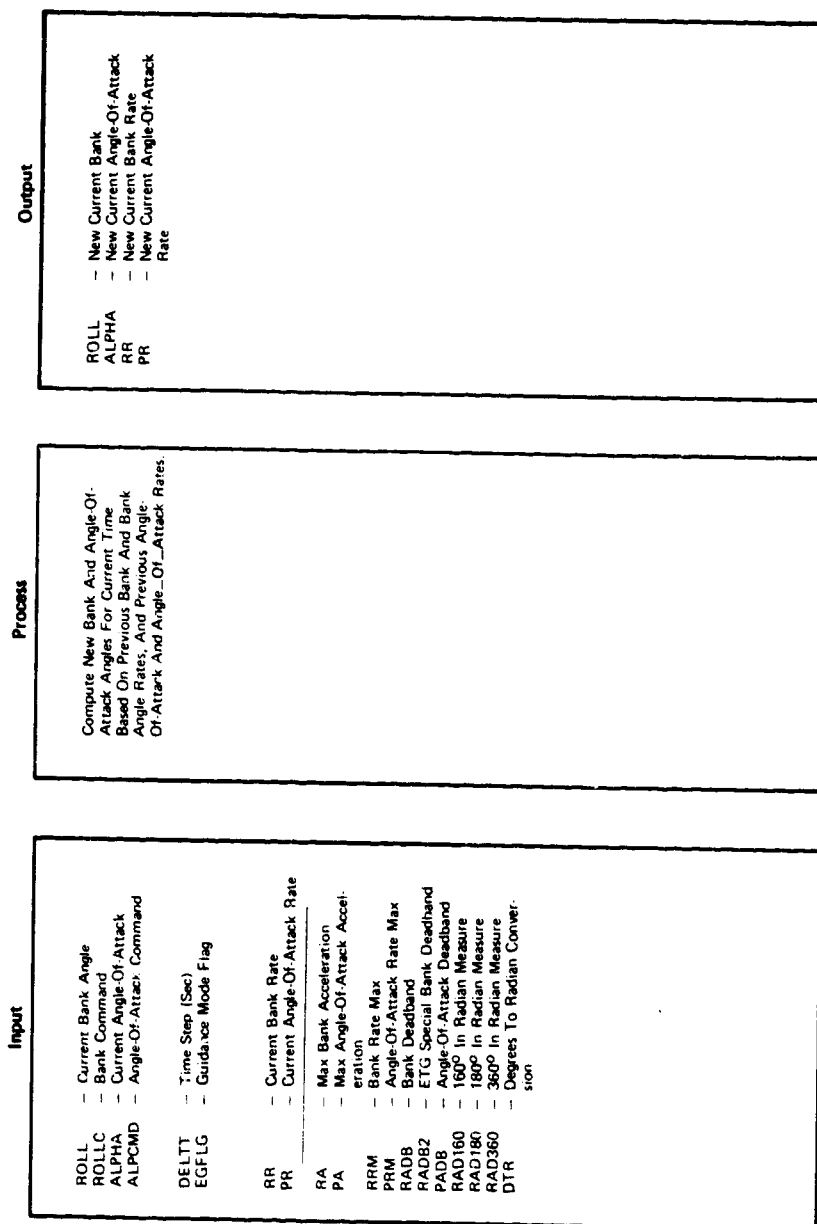 Input
ROLL – Current Bank Angle
ROLLC – Bank Command
ALPHA – Current Angle-Of-Attack
ALPCMD – Angle-Of-Attack Command
DELTT – Time Step (Sec)
EGFLG – Guidance Mode Flag
RR – Current Bank Rate
PR – Current Angle-Of-Attack Rate
RA – Max Bank Acceleration
PA – Max Angle-Of-Attack Accel-
eration
RRM – Bank Rate Max
PRM – Angle-Of-Attack Rate Max
RADB – Bank Deadband
RADB2 – ETG Special Bank Deadband
PADB – Angle-Of-Attack Deadband
RAD160 – 160º In Radian Measure
RAD180 – 180º In Radian Measure
RAD360 – 360º In Radian Measure
DTR – Degrees To Radian Conver-
sion
Process
Compute New Bank And Angle-Of-
Attack Angles For Current Time
Based On Previous Bank And Bank
Angle Rates, And Previous Angle-
Of-Attack And Angle_Of_Attack Rates.
Output
ROLL – New Current Bank
ALPHA – New Current Angle-Of-Attack
RR – New Current Bank Rate
PR – New Current Angle-Of-Attack
Rate